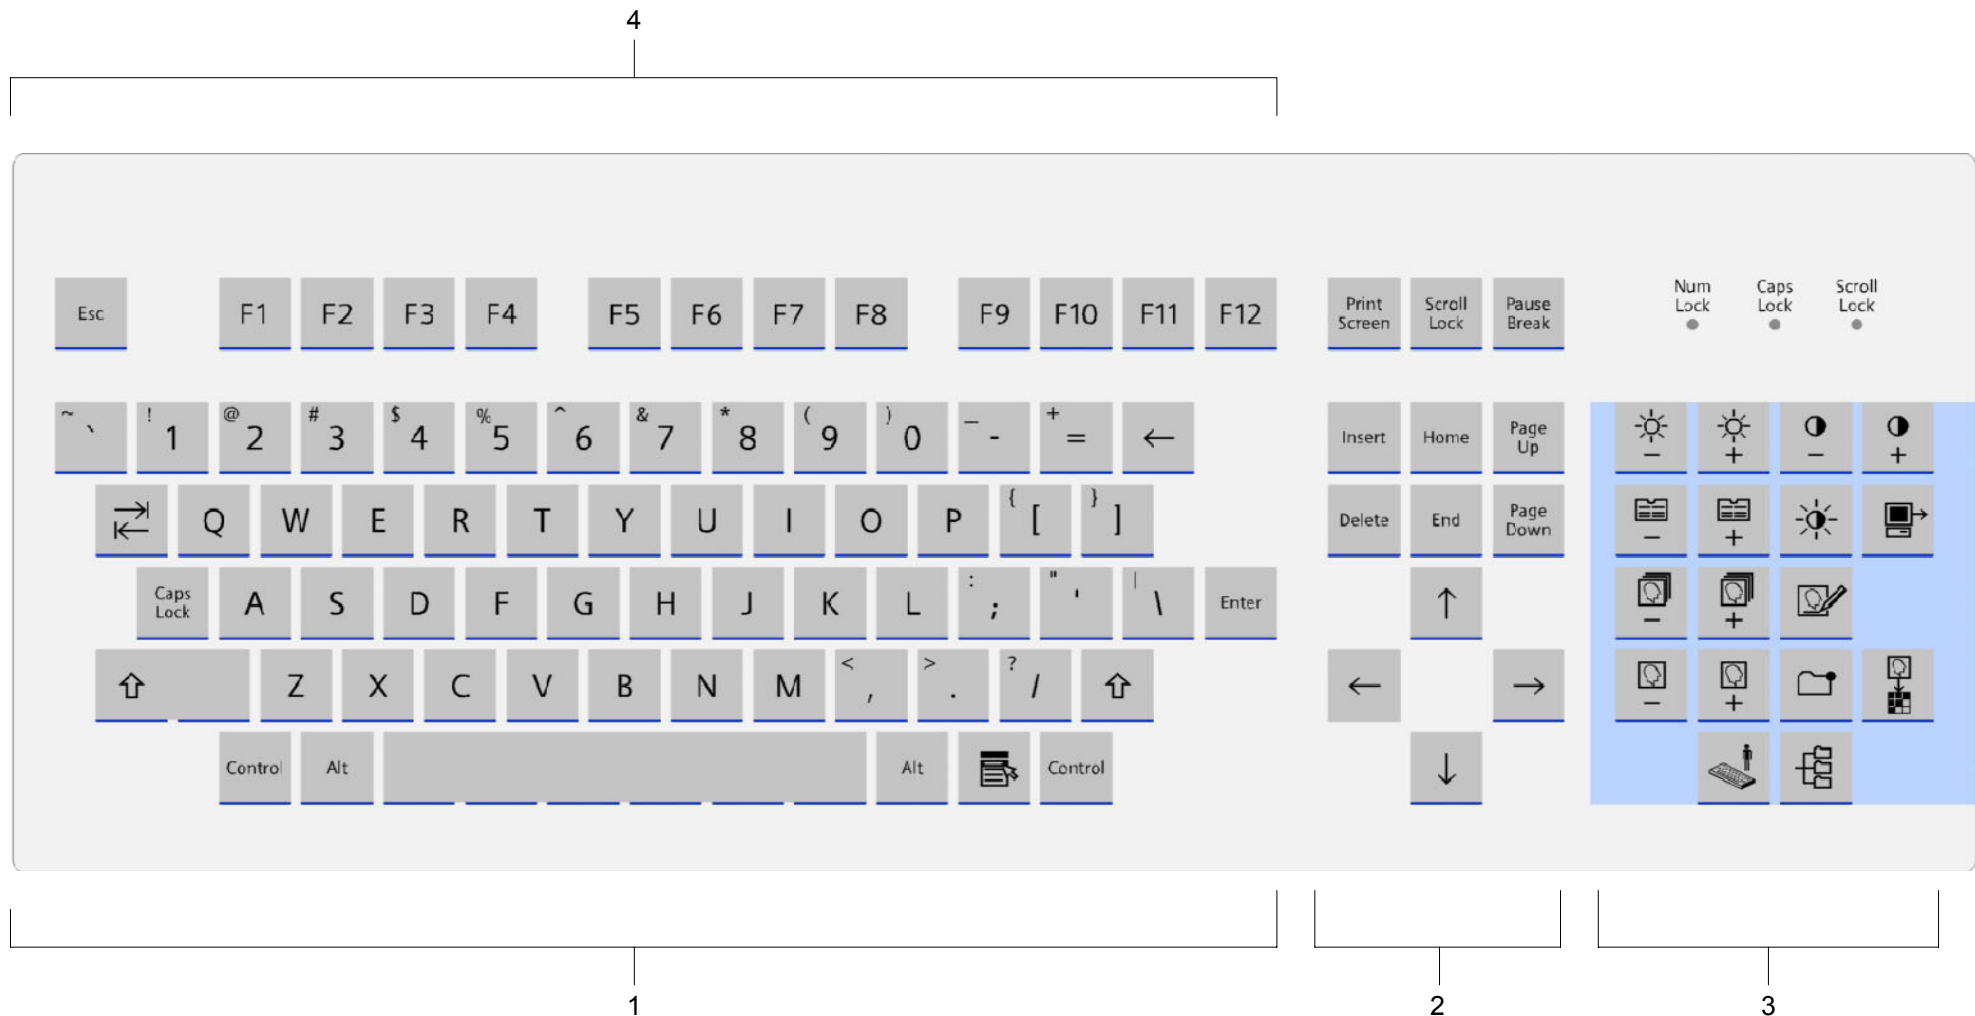 4
Esc F1 F2 F3 F4 F5 F6 F7 F8 F9 F10 F11 F12 Print Screen Scroll Lock Pause Break Num Lock Caps Lock Scroll Lock
~ ` ! 1 @ 2 # 3 $ 4 % 5 ^ 6 & 7 * 8 ( 9 ) 0 _ - + = ← Insert Home Page Up − + − +
Q W E R T Y U I O P { [ } ] Delete End Page Down − +
Caps Lock A S D F G H J K L : ; " ' | \ Enter ↑ − +
⇧ Z X C V B N M < , > . ? / ⇧ ← → − +
Control Alt Alt Control ↓
1 2 3